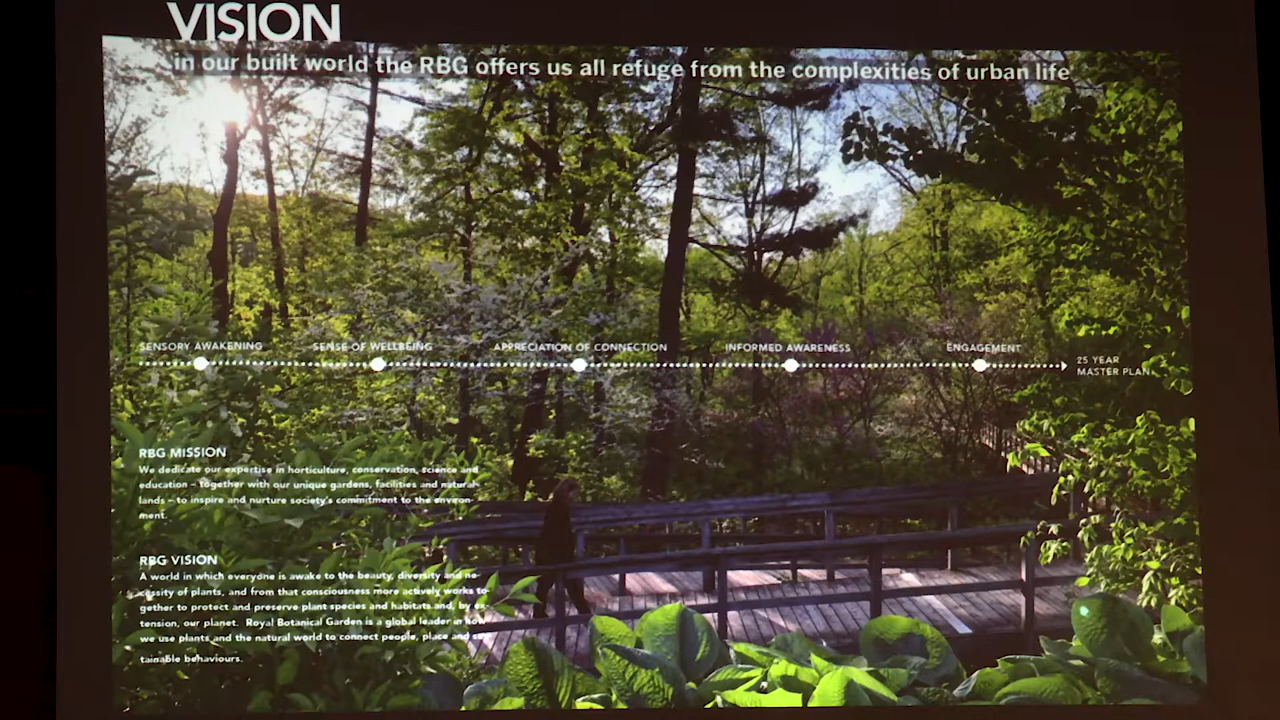 VISION
in our built world the RBG offers us all refuge from the complexities of urban life
SENSORY AWAKENING
SENSE OF WELLBEING
APPRECIATION OF CONNECTION
INFORMED AWARENESS
ENGAGEMENT
25 YEAR
MASTER PLAN
RBG MISSION
We dedicate our expertise in horticulture, conservation, science and
education – together with our unique gardens, facilities and natural
lands – to inspire and nurture society's commitment to the environ-
ment.
RBG VISION
A world in which everyone is awake to the beauty, diversity and ne-
cessity of plants, and from that consciousness more actively works to-
gether to protect and preserve plant species and habitats and, by ex-
tension, our planet. Royal Botanical Garden is a global leader in how
we use plants and the natural world to connect people, place and
tainable behaviours.